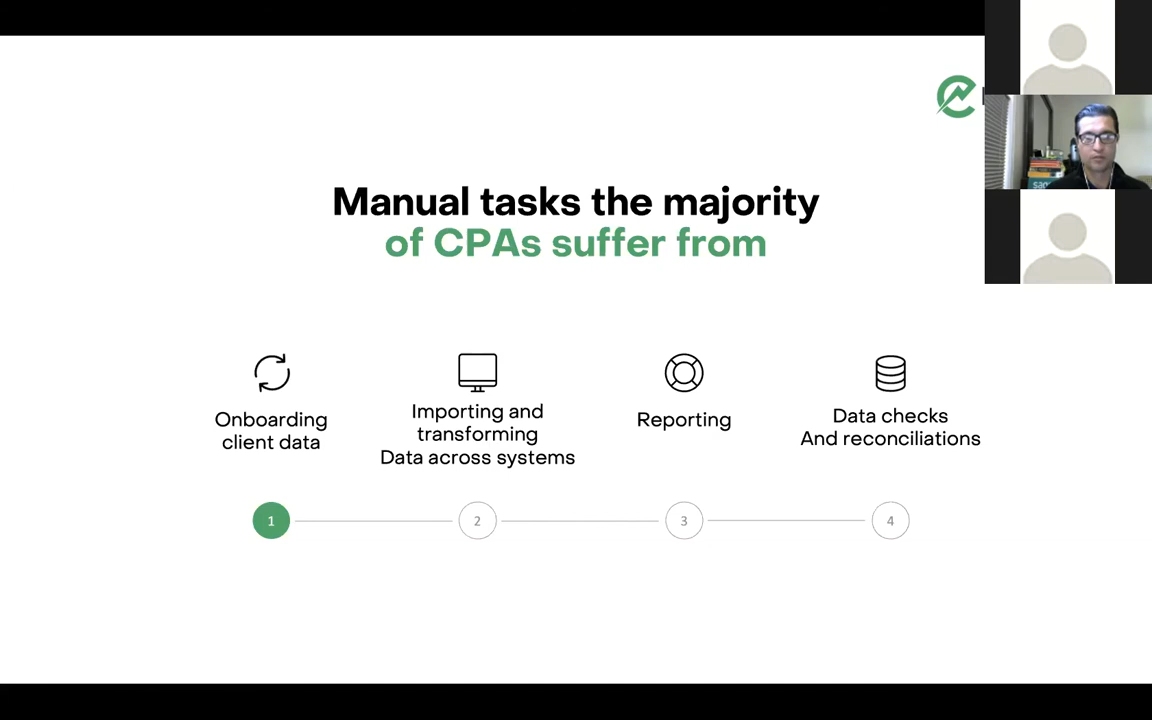 Manual tasks the majority
of CPAs suffer from
Onboarding
client data
Importing and
transforming
Data across systems
Reporting
Data checks
And reconciliations
1
2
3
4